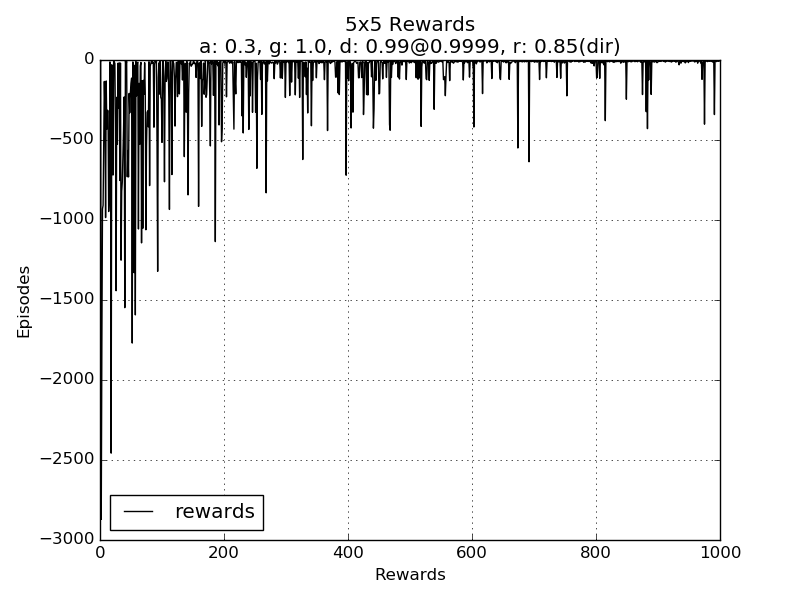 5x5 Rewards
a: 0.3, g: 1.0, d: 0.99@0.9999, r: 0.85(dir)
0
−500
−1000
−1500
−2000
−2500
−3000
Episodes
rewards
0 200 400 600 800 1000
Rewards